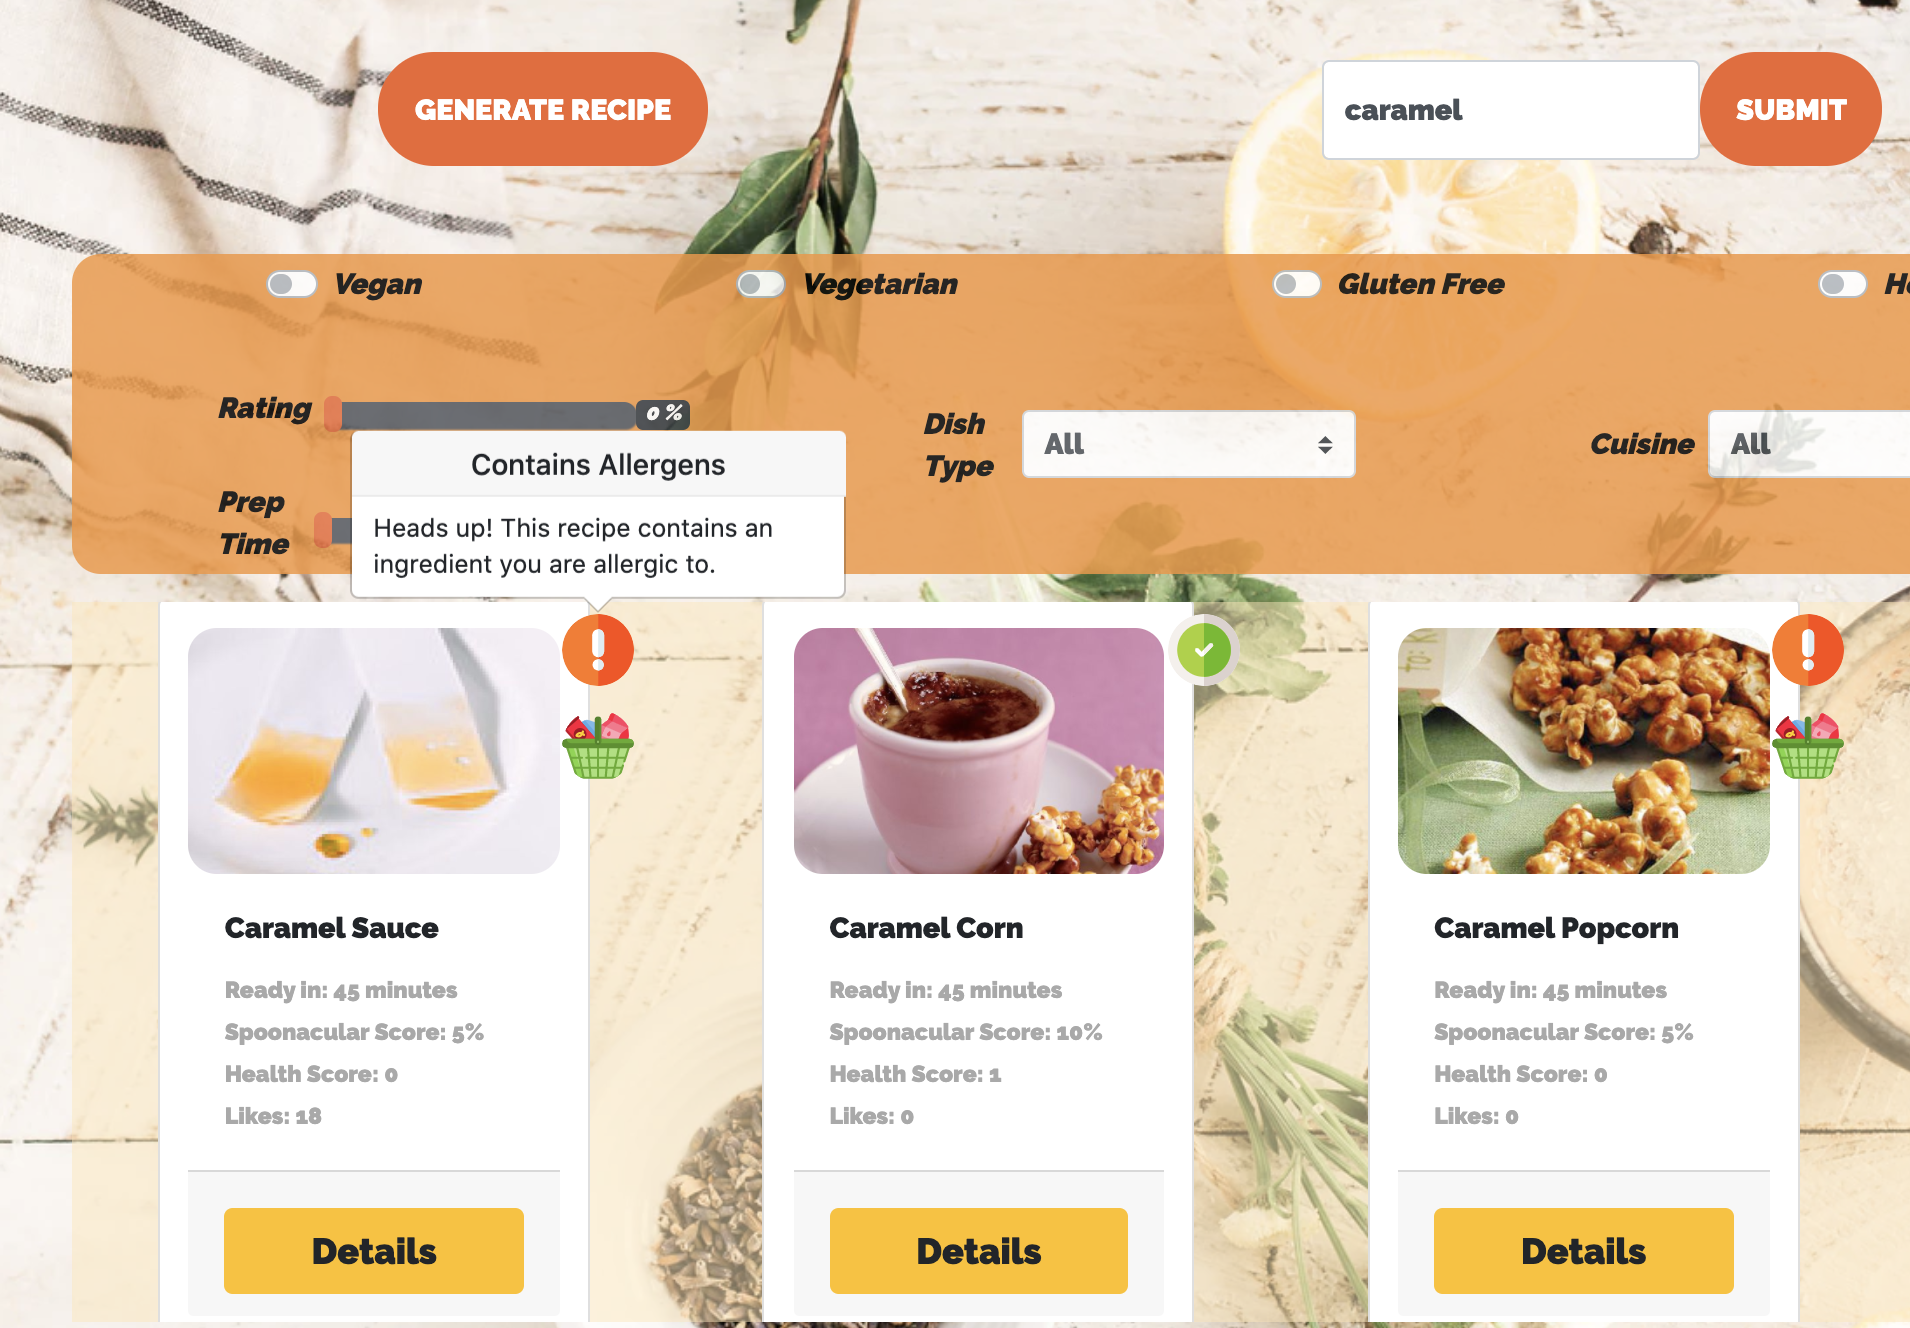 GENERATE RECIPE
caramel
SUBMIT
Vegan
Vegetarian
Gluten Free
Rating
0 %
Dish
Type
All
Cuisine
All
Prep
Time
Contains Allergens
Heads up! This recipe contains an
ingredient you are allergic to.
Caramel Sauce
Ready in: 45 minutes
Spoonacular Score: 5%
Health Score: 0
Likes: 18
Details
Caramel Corn
Ready in: 45 minutes
Spoonacular Score: 10%
Health Score: 1
Likes: 0
Details
Caramel Popcorn
Ready in: 45 minutes
Spoonacular Score: 5%
Health Score: 0
Likes: 0
Details